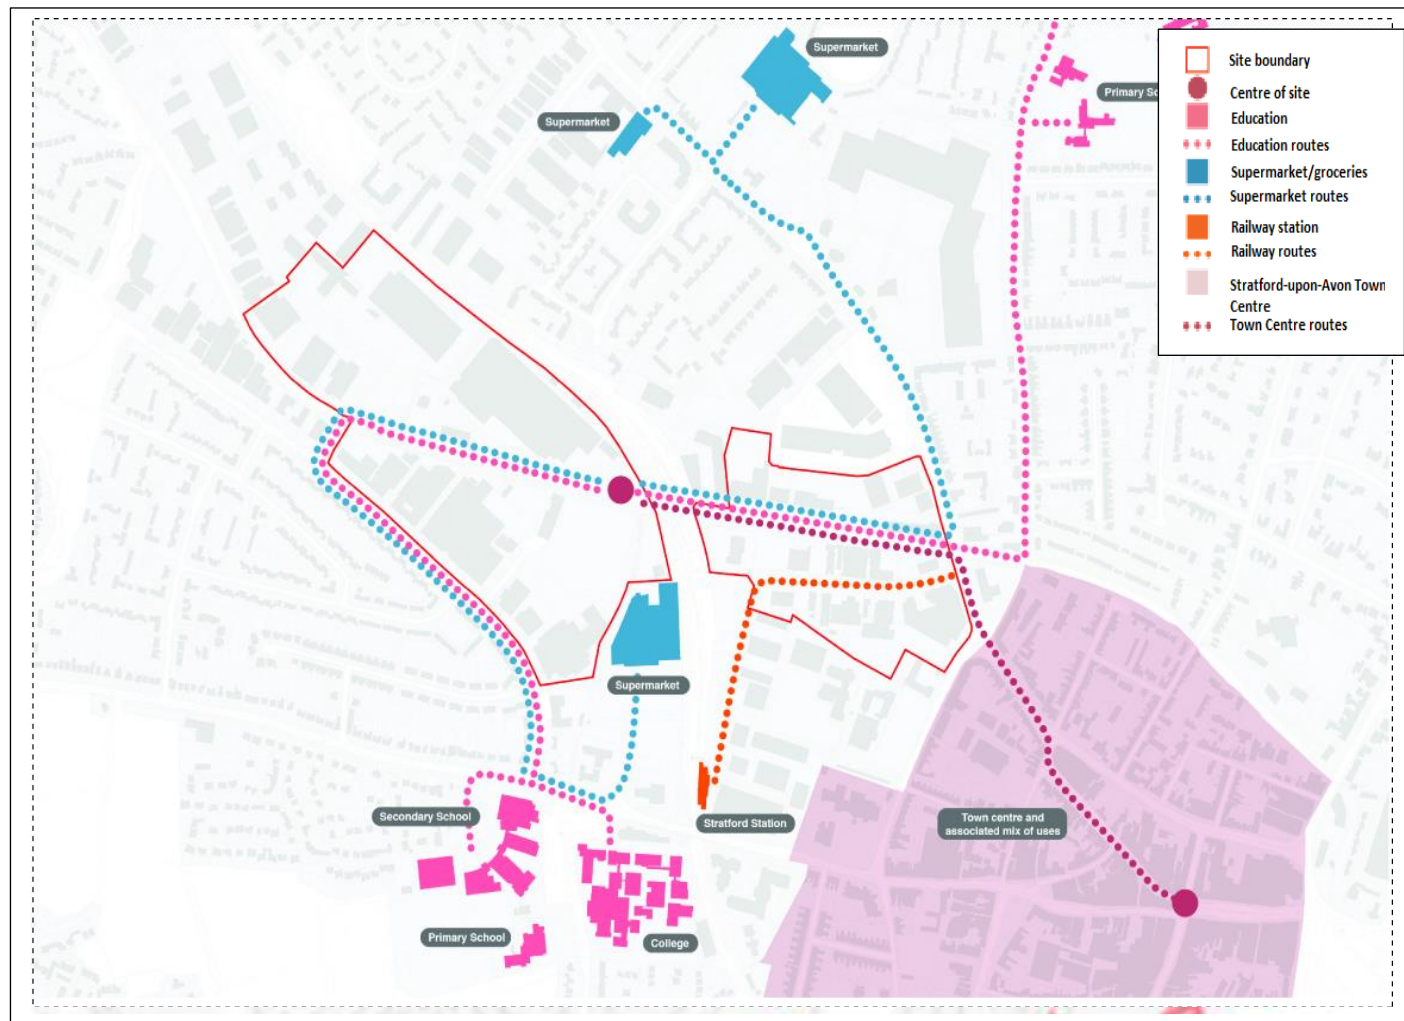 Supermarket
Supermarket
Primary
Site boundary
Centre of site
Education
Education routes
Supermarket/groceries
Supermarket routes
Railway station
Railway routes
Stratford-upon-Avon Town
Centre
Town Centre routes
Supermarket
Secondary School
Stratford Station
Town centre and
associated mix of uses
Primary School
College